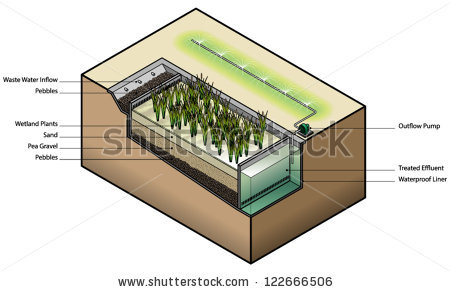 Waste Water Inflow
Pebbles
Wetland Plants
Sand
Pea Gravel
Pebbles
Outflow Pump
Treated Effluent
Waterproof Liner
shutterstock
www.shutterstock.com · 122666506